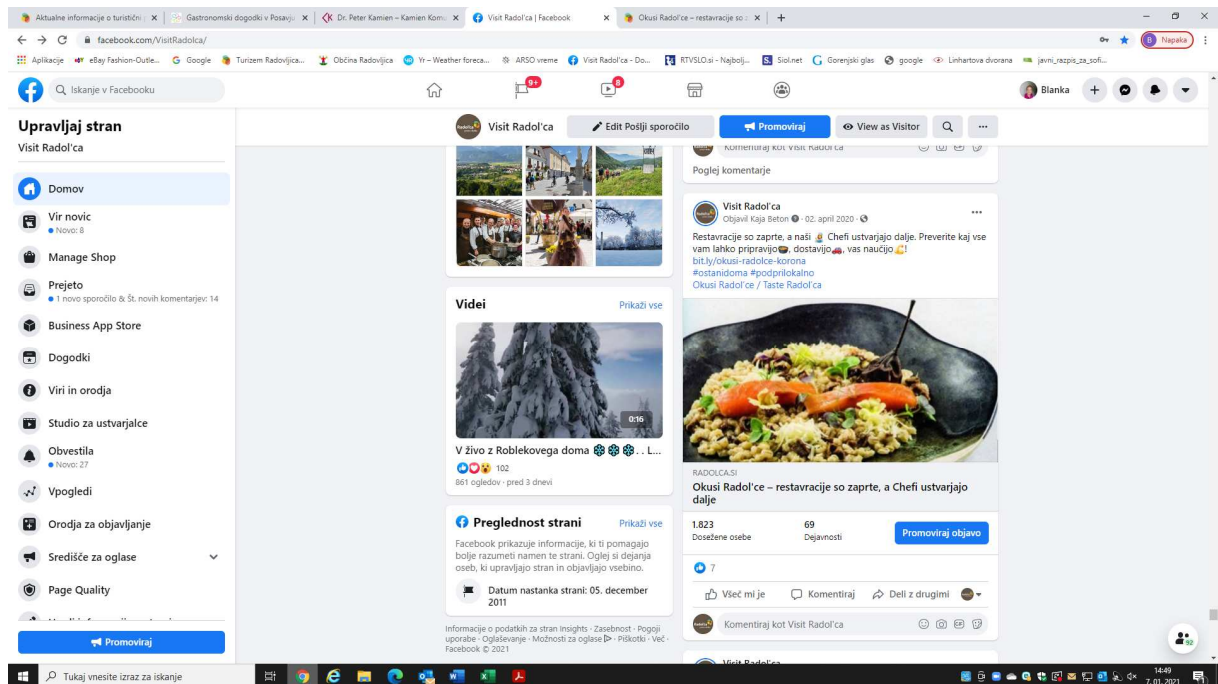 Aktualne informacije o turistični p
Gastronomski dogodki v Posavju
Dr. Peter Kamien – Kamien Komu
Visit Radol'ca | Facebook
Okusi Radol'ce – restavracije so z
facebook.com/VisitRadolca/
B Napaka
Aplikacije
eBay Fashion-Outle...
Google
Turizem Radovljica...
Občina Radovljica
Yr – Weather foreca...
ARSO vreme
Visit Radol'ca - Do...
RTVSLO.si - Najbolj...
Siol.net
Gorenjski glas
google
Linhartova dvorana
javni_razpis_za_sofi...
Iskanje v Facebooku
9+
8
Blanka
Upravljaj stran
Visit Radol'ca
Domov
Vir novic
Novo: 8
Manage Shop
Prejeto
1 novo sporočilo & Št. novih komentarjev: 14
Business App Store
Dogodki
Viri in orodja
Studio za ustvarjalce
Obvestila
Novo: 27
Vpogledi
Orodja za objavljanje
Središče za oglase
Page Quality
Promoviraj
Visit Radol'ca
Edit Pošlji sporočilo
Promoviraj
View as Visitor
Videi
Prikaži vse
0:16
V živo z Roblekovega doma ❄❄❄. . L...
102
861 ogledov · pred 3 dnevi
Preglednost strani
Prikaži vse
Facebook prikazuje informacije, ki ti pomagajo
bolje razumeti namen te strani. Oglej si dejanja
oseb, ki upravljajo stran in objavljajo vsebino.
Datum nastanka strani: 05. december
2011
Informacije o podatkih za stran Insights · Zasebnost · Pogoji
uporabe · Oglaševanje · Možnosti za oglase · Piškotki · Več ·
Facebook © 2021
Komentiraj kot Visit Radol'ca
Poglej komentarje
Visit Radol'ca
Objavil Kaja Beton · 02. april 2020 ·
Restavracije so zaprte, a naši Chefi ustvarjajo dalje. Preverite kaj vse
vam lahko pripravijo, dostavijo, vas naučijo!
bit.ly/okusi-radolce-korona
#ostanidoma #podprilokalno
Okusi Radol'ce / Taste Radol'ca
RADOLCA.SI
Okusi Radol'ce – restavracije so zaprte, a Chefi ustvarjajo
dalje
1.823
Dosežene osebe
69
Dejavnosti
Promoviraj objavo
7
Všeč mi je
Komentiraj
Deli z drugimi
Komentiraj kot Visit Radol'ca
Visit Radol'ca
92
Tukaj vnesite izraz za iskanje
14:49
7. 01. 2021